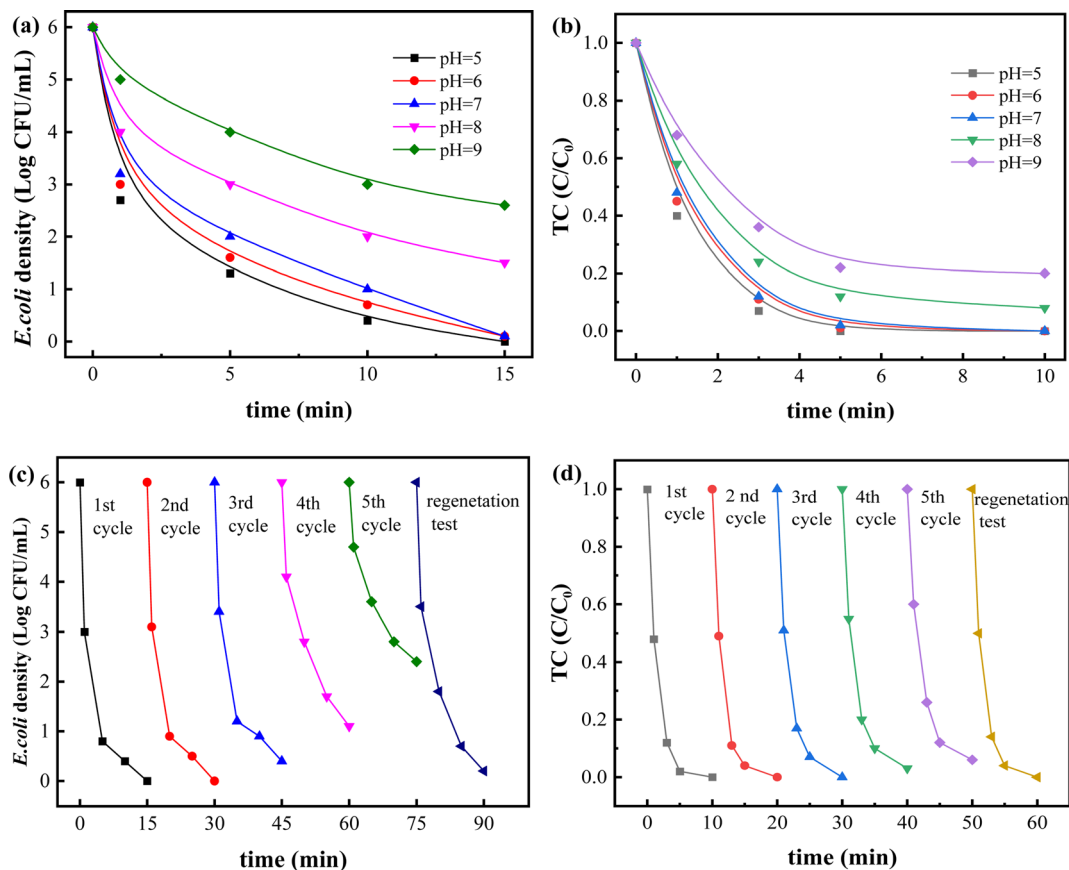 (a)
6
5
4
3
2
1
0
E.coli density (Log CFU/mL)
pH=5
pH=6
pH=7
pH=8
pH=9
0 5 10 15
time (min)
(b)
1.0
0.8
0.6
0.4
0.2
0.0
TC (C/C₀)
pH=5
pH=6
pH=7
pH=8
pH=9
0 2 4 6 8 10
time (min)
(c)
6
5
4
3
2
1
0
E.coli density (Log CFU/mL)
1st
cycle
2nd
cycle
3rd
cycle
4th
cycle
5th
cycle
regenetation
test
0 15 30 45 60 75 90
time (min)
(d)
1.0
0.8
0.6
0.4
0.2
0.0
TC (C/C₀)
1st
cycle
2 nd
cycle
3rd
cycle
4th
cycle
5th
cycle
regenetation
test
0 10 20 30 40 50 60
time (min)